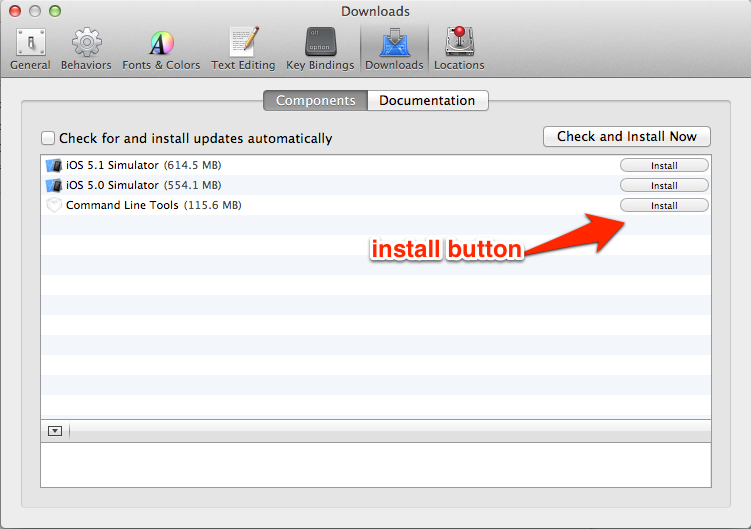 Downloads
General Behaviors Fonts & Colors Text Editing Key Bindings Downloads Locations
Components Documentation
Check for and install updates automatically Check and Install Now
iOS 5.1 Simulator (614.5 MB) Install
iOS 5.0 Simulator (554.1 MB) Install
Command Line Tools (115.6 MB) Install
install button